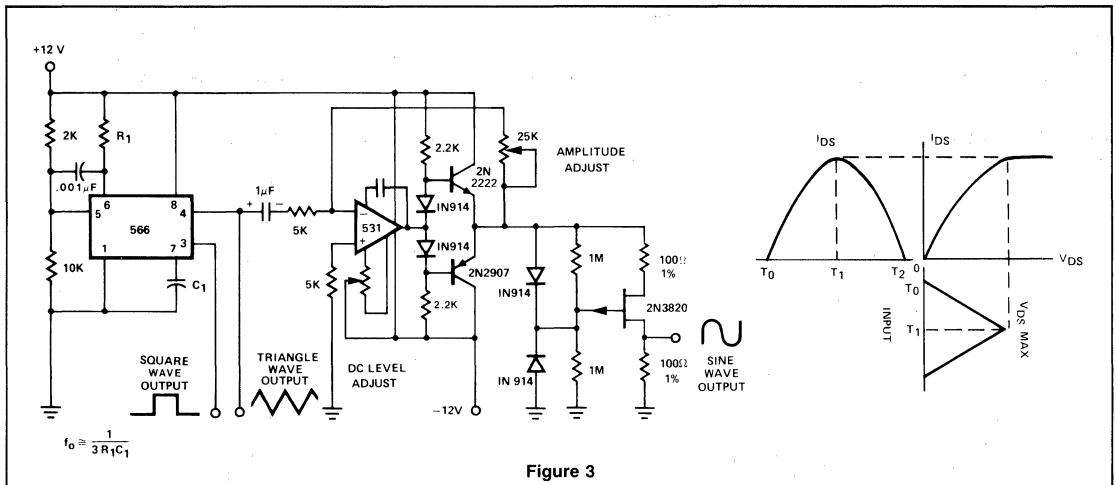 +12 V
2K
R1
.001μF
5
6
8
4
3
1
7
566
10K
C1
+ 1μF −
5K
−
+
531
5K
2.2K
IN914
IN914
2.2K
2N
2222
2N2907
25K
AMPLITUDE
ADJUST
IN914
IN 914
1M
1M
100Ω
1%
2N3820
100Ω
1%
SINE
WAVE
OUTPUT
SQUARE
WAVE
OUTPUT
TRIANGLE
WAVE
OUTPUT
DC LEVEL
ADJUST
−12V
fo ≅ 1 / 3 R1C1
IDS
IDS
T0
T1
T2
0
VDS
T0
T1
INPUT
VDS MAX
Figure 3